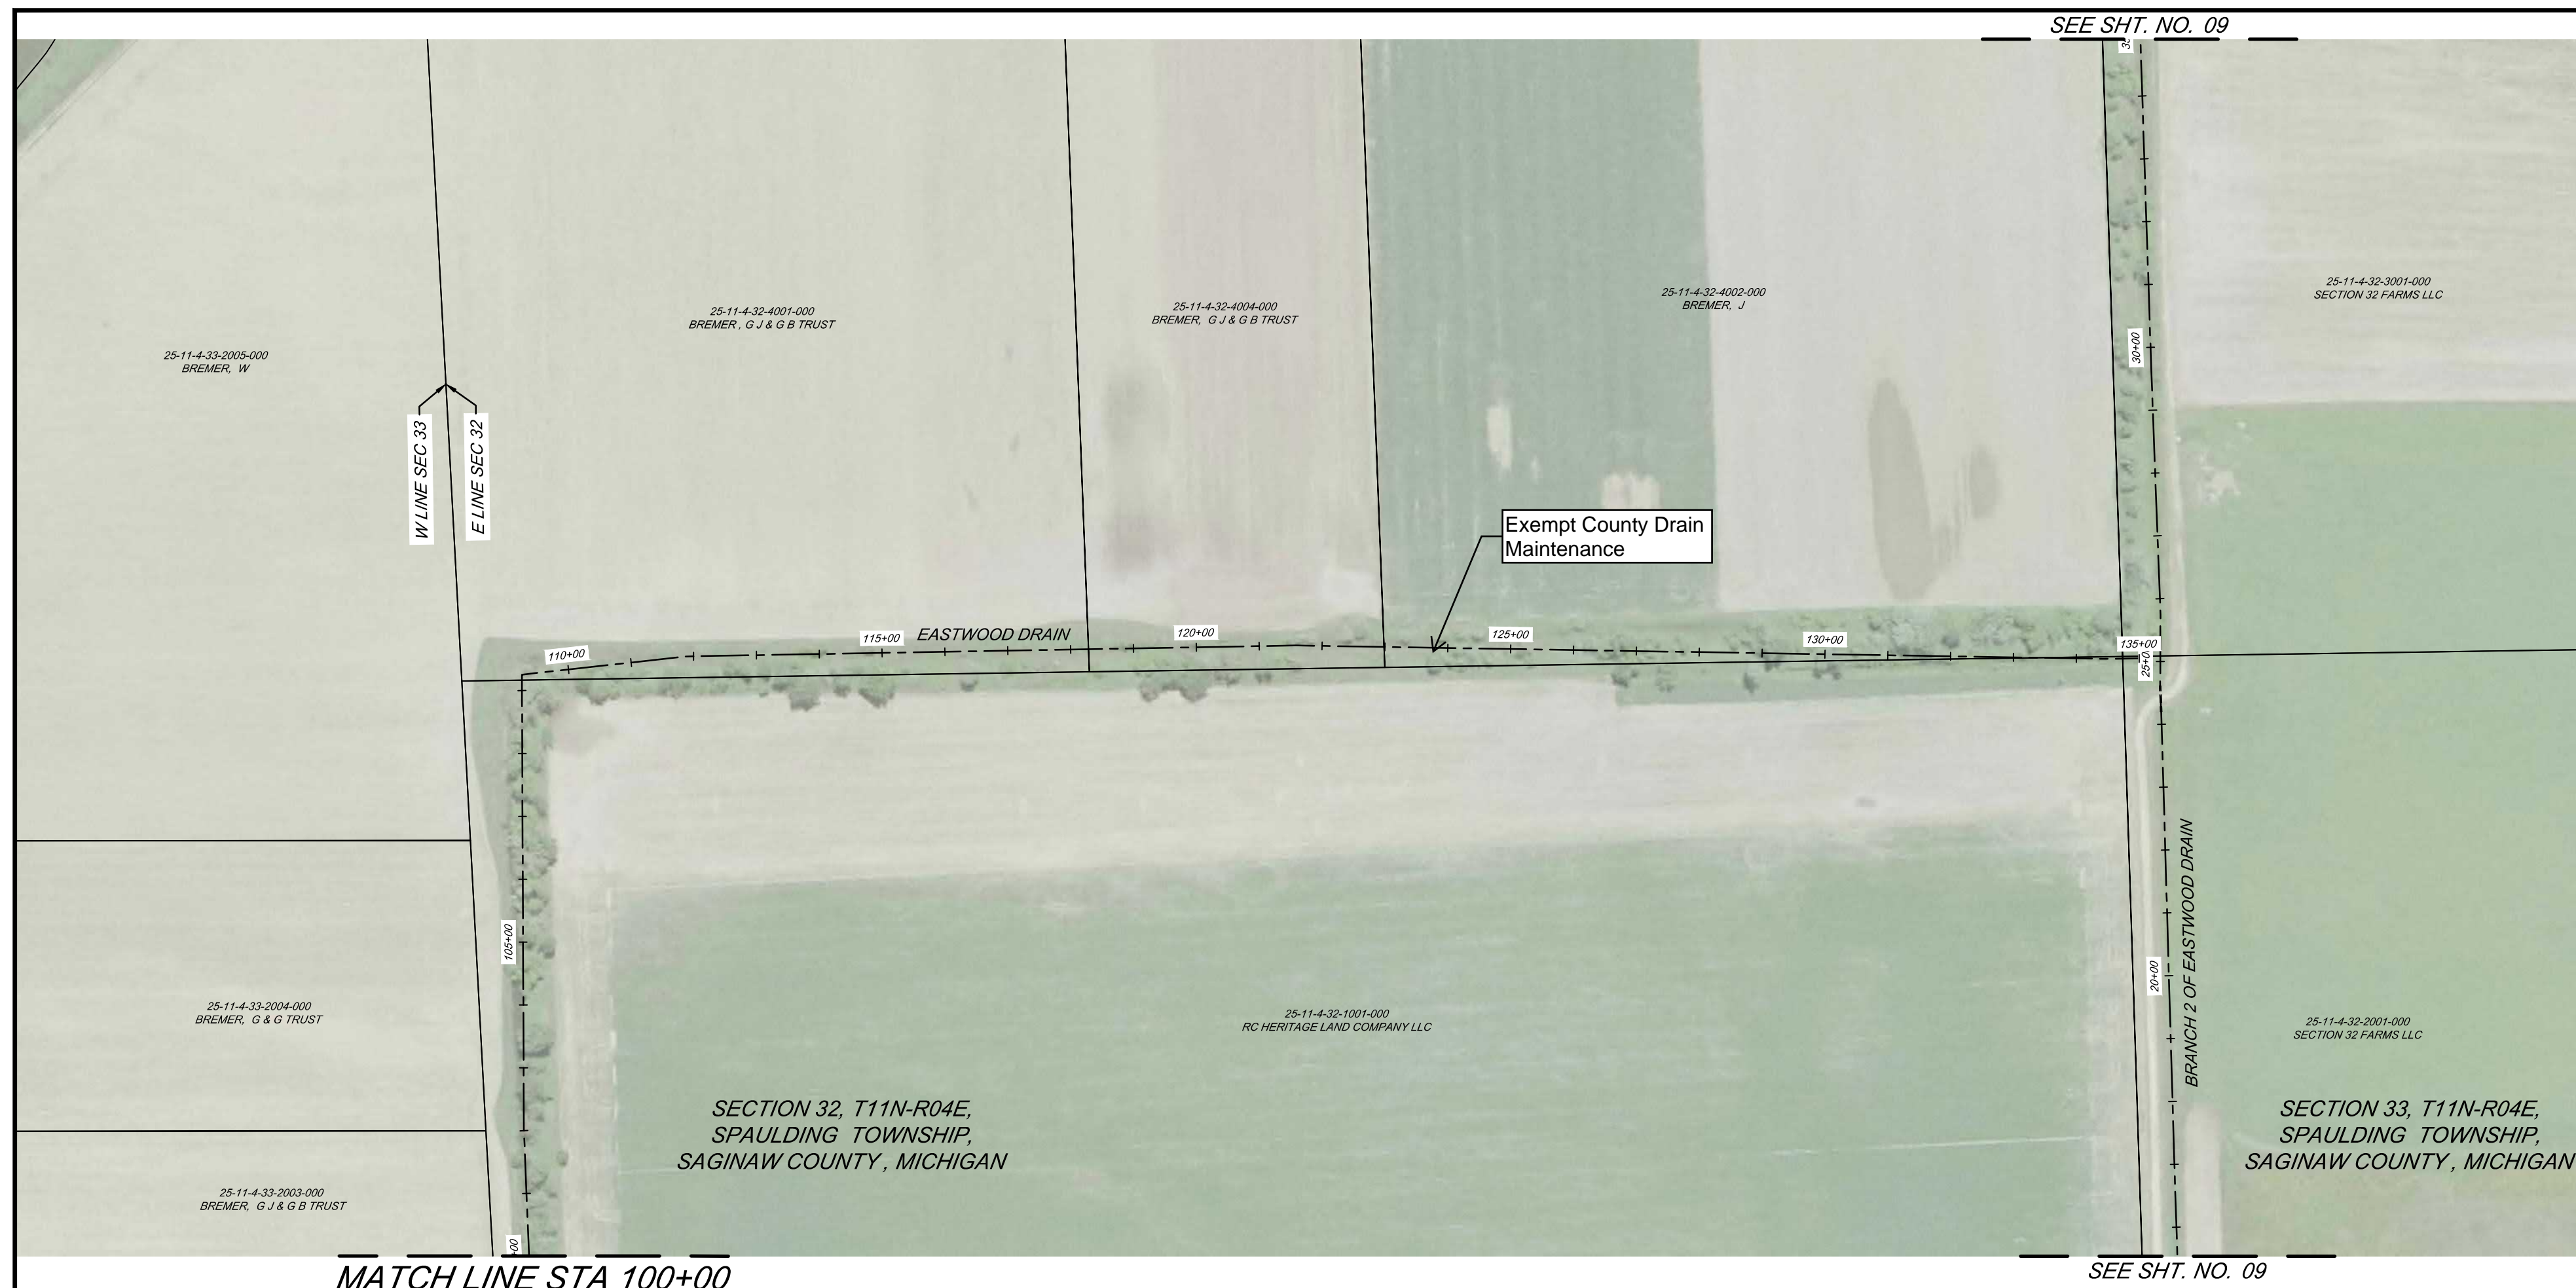 SEE SHT. NO. 09
35
25-11-4-33-2005-000
BREMER, W
25-11-4-32-4001-000
BREMER , G J & G B TRUST
25-11-4-32-4004-000
BREMER, G J & G B TRUST
25-11-4-32-4002-000
BREMER, J
25-11-4-32-3001-000
SECTION 32 FARMS LLC
30+00
W LINE SEC 33
E LINE SEC 32
Exempt County Drain
Maintenance
110+00
115+00
EASTWOOD DRAIN
120+00
125+00
130+00
135+00
25+0
105+00
20+00
BRANCH 2 OF EASTWOOD DRAIN
25-11-4-33-2004-000
BREMER, G & G TRUST
25-11-4-32-1001-000
RC HERITAGE LAND COMPANY LLC
25-11-4-32-2001-000
SECTION 32 FARMS LLC
SECTION 32, T11N-R04E,
SPAULDING TOWNSHIP,
SAGINAW COUNTY , MICHIGAN
SECTION 33, T11N-R04E,
SPAULDING TOWNSHIP,
SAGINAW COUNTY , MICHIGAN
25-11-4-33-2003-000
BREMER, G J & G B TRUST
+00
MATCH LINE STA 100+00
SEE SHT. NO. 09